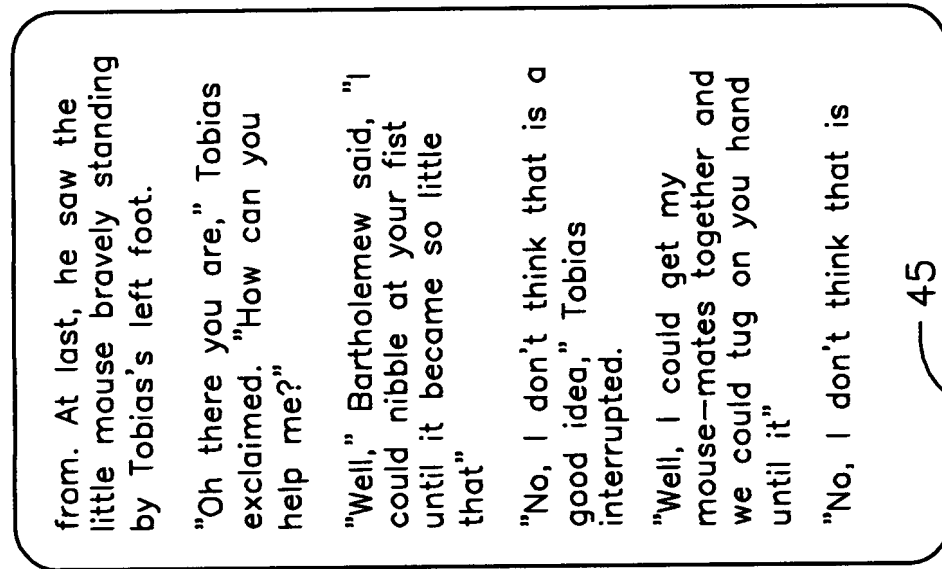 from. At last, he saw the
little mouse bravely standing
by Tobias's left foot.
"Oh there you are," Tobias
exclaimed. "How can you
help me?"
"Well," Bartholemew said, "I
could nibble at your fist
until it became so little
that"
"No, I don't think that is a
good idea," Tobias
interrupted.
"Well, I could get my
mouse-mates together and
we could tug on you hand
until it"
"No, I don't think that is
45